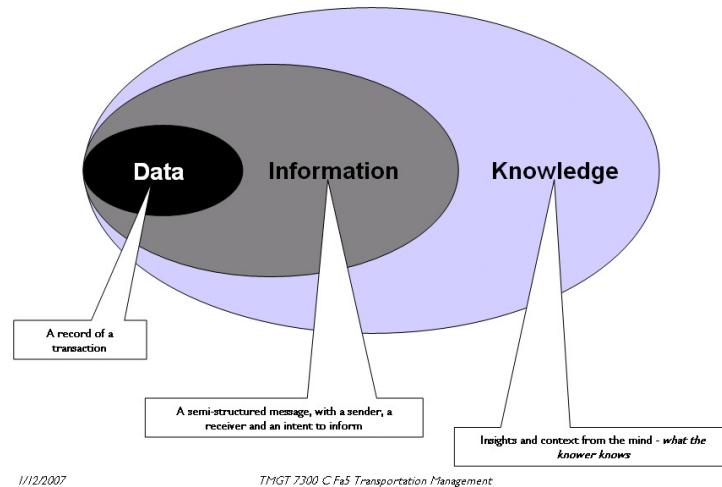 Data
Information
Knowledge
A record of a
transaction
A semi-structured message, with a sender, a
receiver and an intent to inform
Insights and context from the mind - what the
knower knows
1/12/2007
TMGT 7300 C Fa5 Transportation Management